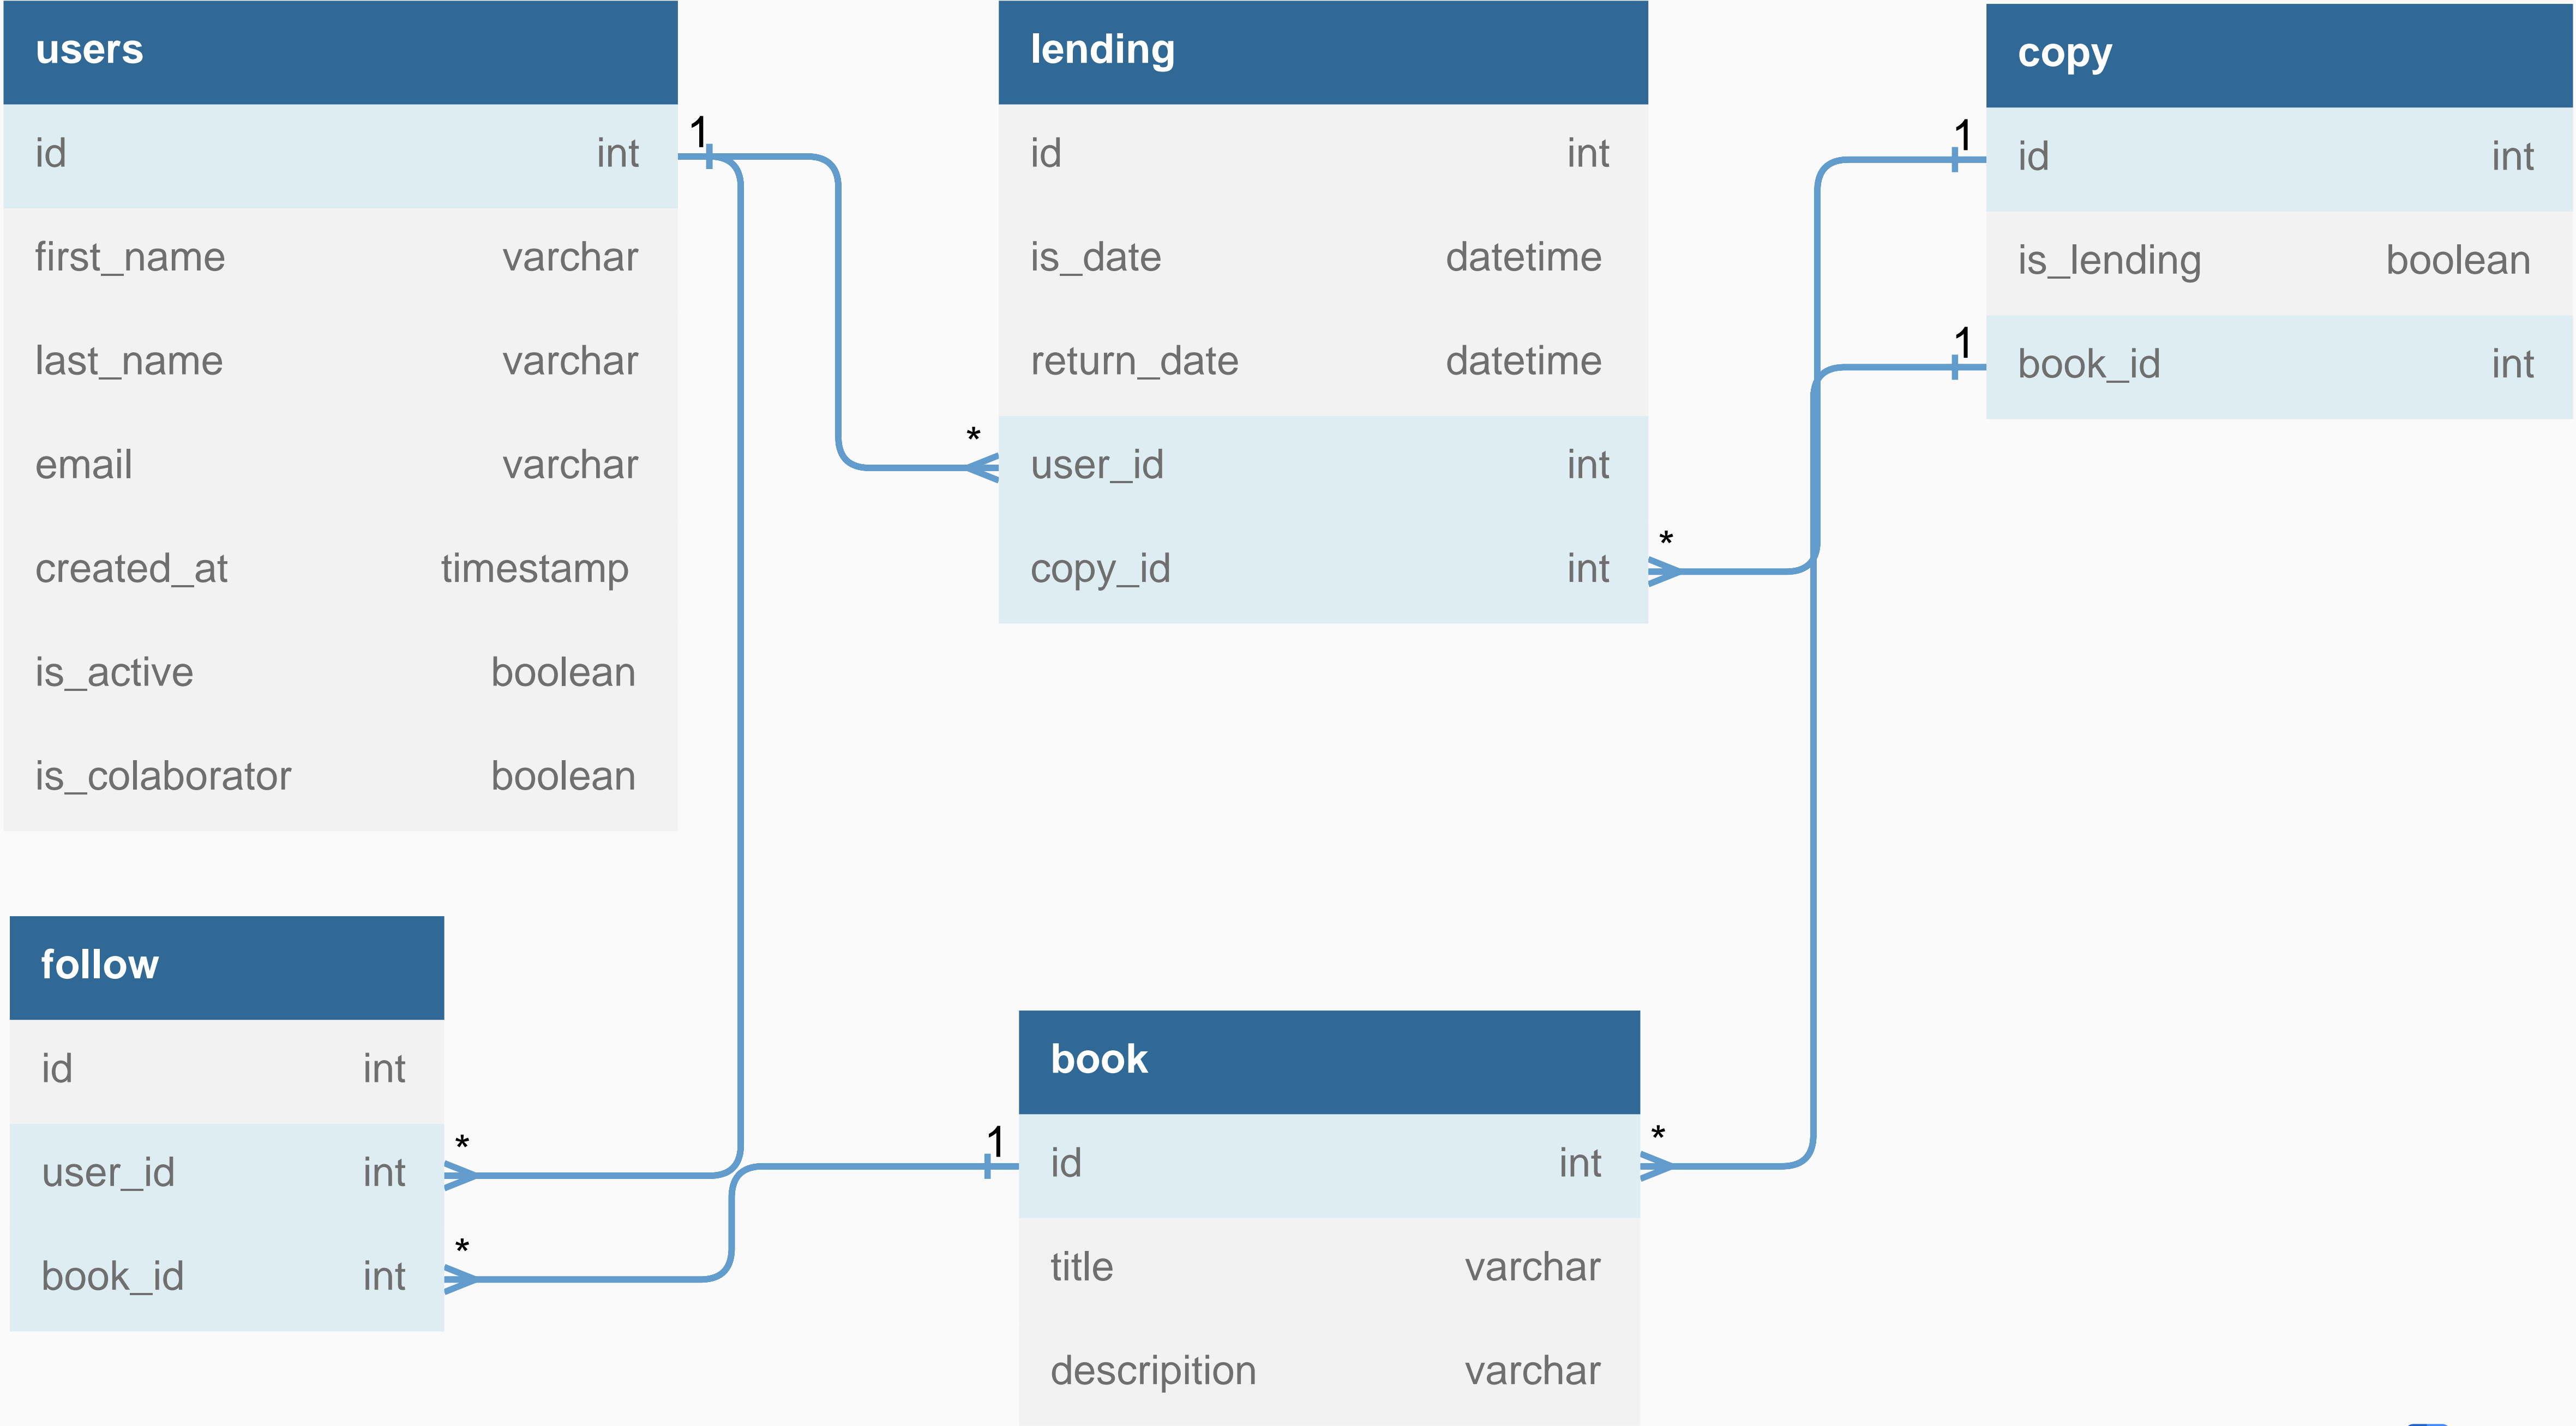 users
id int
first_name varchar
last_name varchar
email varchar
created_at timestamp
is_active boolean
is_colaborator boolean
1
lending
id int
is_date datetime
return_date datetime
* user_id int
copy_id int *
copy
1 id int
is_lending boolean
1 book_id int
follow
id int
user_id int *
book_id int *
book
1 id int *
title varchar
descripition varchar